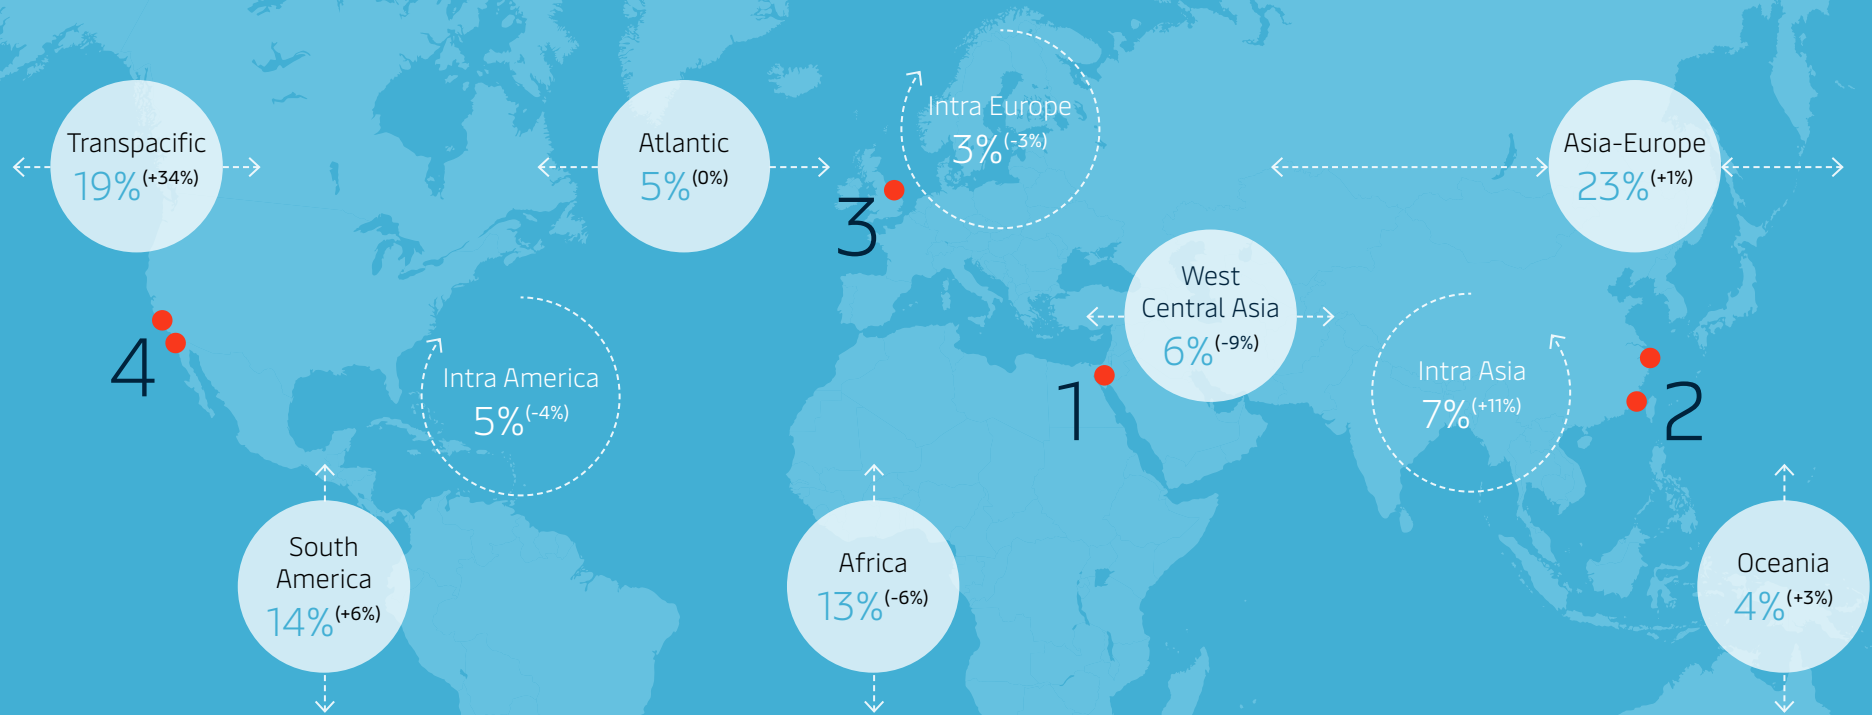 Transpacific
19%(+34%)
Atlantic
5%(0%)
Intra Europe
3%(-3%)
Asia-Europe
23%(+1%)
3
West
Central Asia
6%(-9%)
4
Intra America
5%(-4%)
1
Intra Asia
7%(+11%)
2
South
America
14%(+6%)
Africa
13%(-6%)
Oceania
4%(+3%)